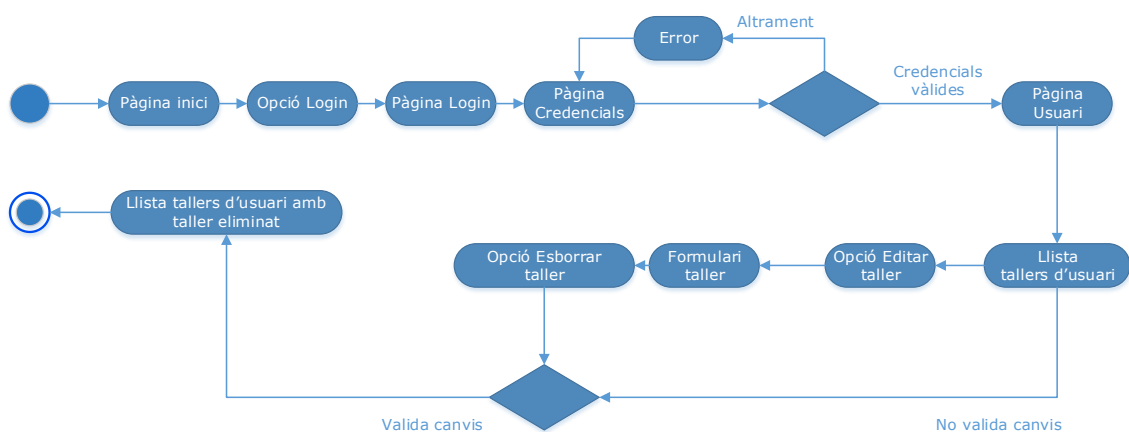 Altrament
Error
Credencials
vàlides
Pàgina inici
Opció Login
Pàgina Login
Pàgina
Credencials
Pàgina
Usuari
Llista tallers d’usuari amb
taller eliminat
Opció Esborrar
taller
Formulari
taller
Opció Editar
taller
Llista
tallers d’usuari
Valida canvis
No valida canvis